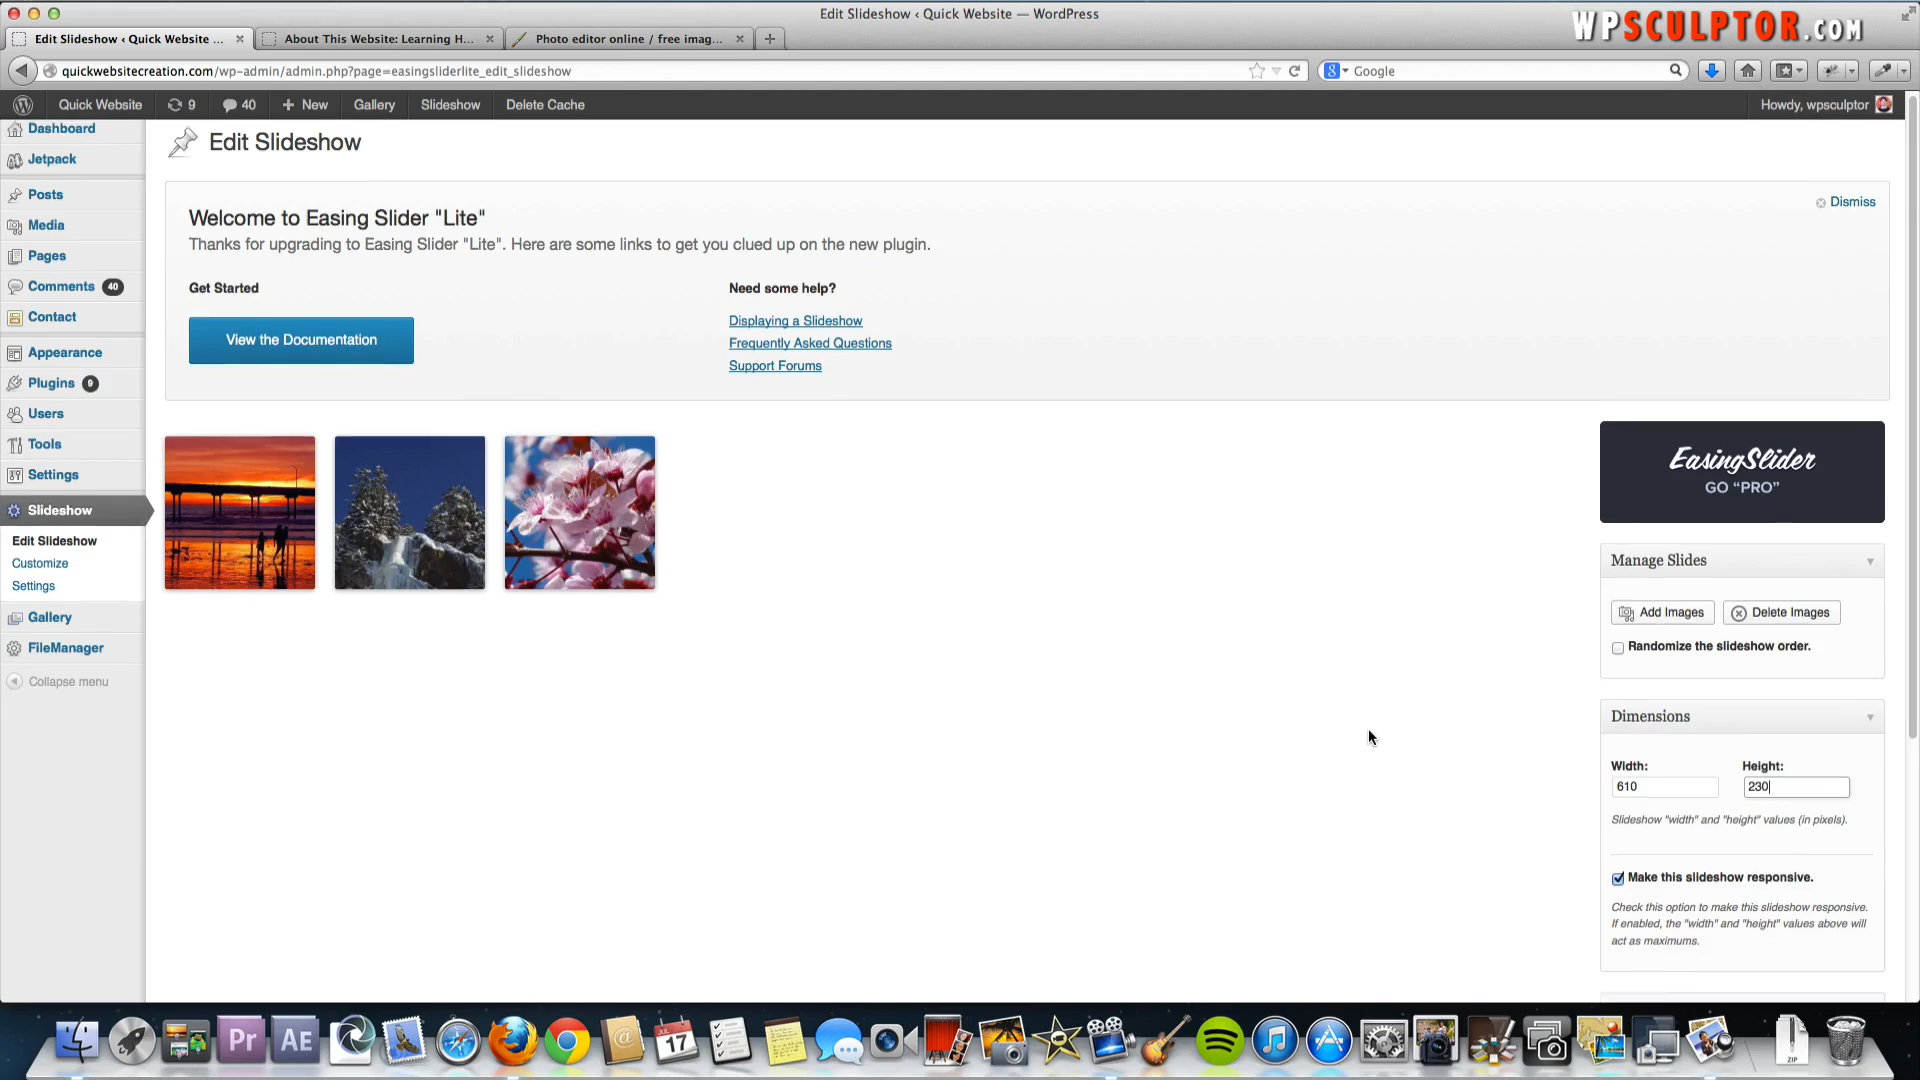 Edit Slideshow ‹ Quick Website — WordPress
WPSCULPTOR.COM
Edit Slideshow ‹ Quick Website ...
About This Website: Learning H...
Photo editor online / free imag...
quickwebsitecreation.com/wp-admin/admin.php?page=easingsliderlite_edit_slideshow
Google
Quick Website
9
40
New
Gallery
Slideshow
Delete Cache
Howdy, wpsculptor
Dashboard
Jetpack
Posts
Media
Pages
Comments 40
Contact
Appearance
Plugins 9
Users
Tools
Settings
Slideshow
Edit Slideshow
Customize
Settings
Gallery
FileManager
Collapse menu
Edit Slideshow
Dismiss
Welcome to Easing Slider "Lite"
Thanks for upgrading to Easing Slider "Lite". Here are some links to get you clued up on the new plugin.
Get Started
View the Documentation
Need some help?
Displaying a Slideshow
Frequently Asked Questions
Support Forums
EasingSlider
GO “PRO”
Manage Slides
Add Images
Delete Images
Randomize the slideshow order.
Dimensions
Width:
Height:
610
230
Slideshow "width" and "height" values (in pixels).
Make this slideshow responsive.
Check this option to make this slideshow responsive.
If enabled, the "width" and "height" values above will
act as maximums.
Pr
AE
JUL
17
ZIP